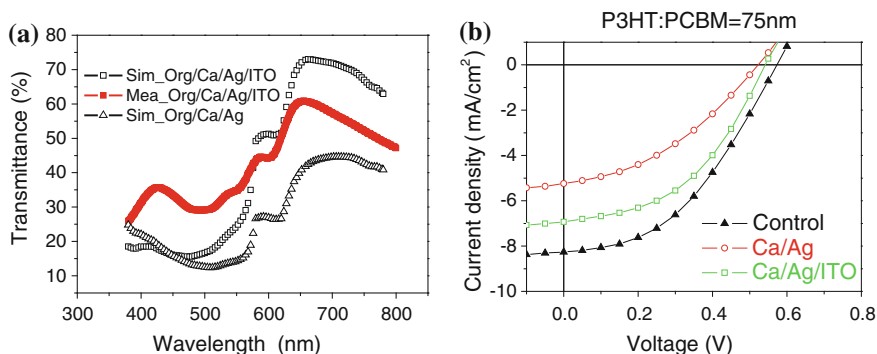 (a)
80
70
60
50
40
30
20
10
Transmittance (%)
Sim_Org/Ca/Ag/ITO
Mea_Org/Ca/Ag/ITO
Sim_Org/Ca/Ag
300 400 500 600 700 800
Wavelength (nm)
(b)
P3HT:PCBM=75nm
0
-2
-4
-6
-8
-10
Current density (mA/cm²)
Control
Ca/Ag
Ca/Ag/ITO
0.0 0.2 0.4 0.6 0.8
Voltage (V)